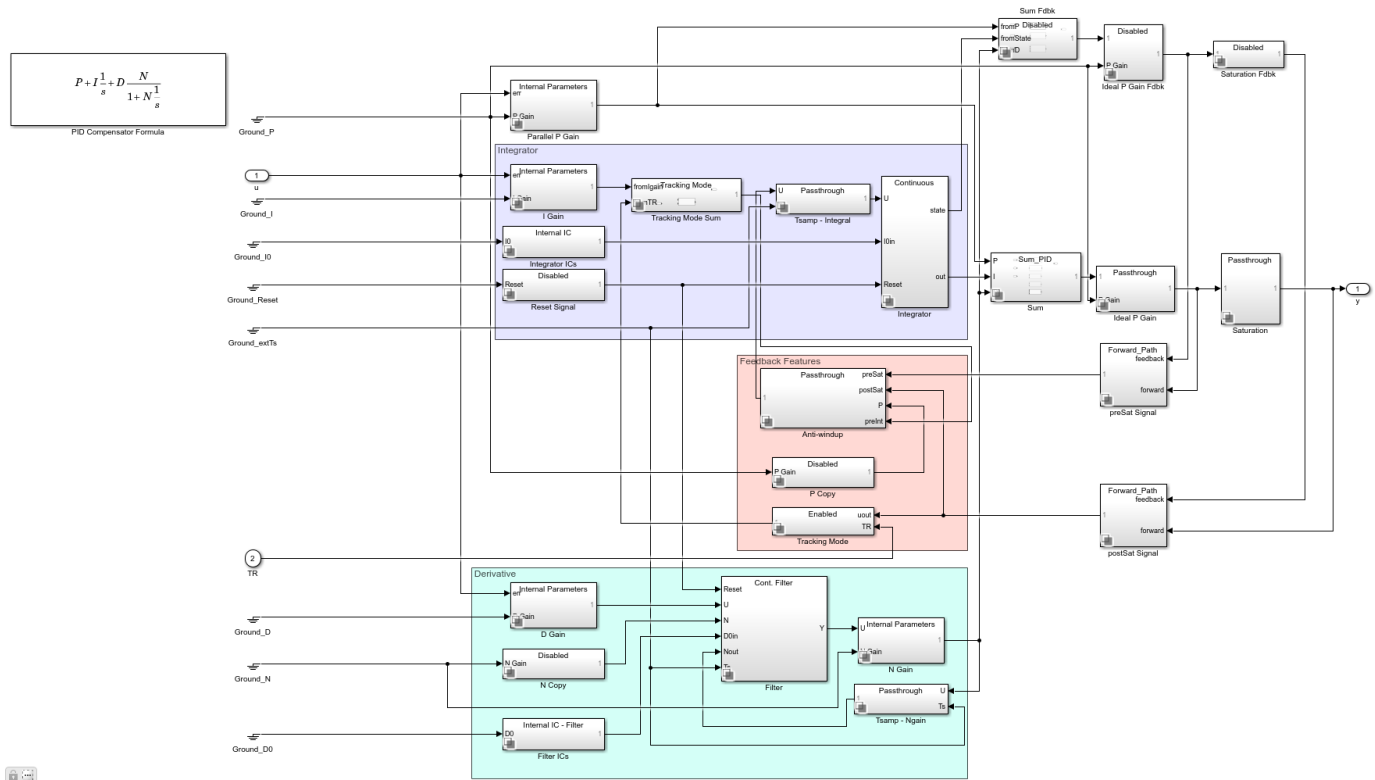 P+I 1/s +D N/(1+N 1/s)
PID Compensator Formula
Sum Fdbk
fromP
Disabled
fromState
Disabled
P Gain
Ideal P Gain Fdbk
Disabled
Saturation Fdbk
Internal Parameters
err
Gain
1
Parallel P Gain
Ground_P
Integrator
1
u
Internal Parameters
err
Gain
1
I Gain
Ground_I
fromIgain
Tracking Mode
Tracking Mode Sum
U
Passthrough
1
Tsamp - Integral
Continuous
U
state
I0in
out
Reset
Integrator
Ground_I0
I0
Internal IC
1
Integrator ICs
Ground_Reset
Reset
Disabled
1
Reset Signal
Ground_extTs
P
Sum_PID
I
1
Sum
Passthrough
1
Gain
Ideal P Gain
Passthrough
1
Saturation
1
y
Feedback Features
Passthrough
preSat
postSat
P
preInt
1
Anti-windup
Forward_Path
feedback
1
forward
preSat Signal
Disabled
P Gain
1
P Copy
Enabled
uout
TR
Tracking Mode
Forward_Path
feedback
1
forward
postSat Signal
2
TR
Derivative
Internal Parameters
err
Gain
1
D Gain
Ground_D
Cont. Filter
Reset
U
N
Y
D0in
Nout
Filter
Internal Parameters
U
1
Gain
N Gain
Disabled
N Gain
1
N Copy
Ground_N
Passthrough
U
1
Ts
Tsamp - Ngain
Internal IC - Filter
D0
1
Filter ICs
Ground_D0